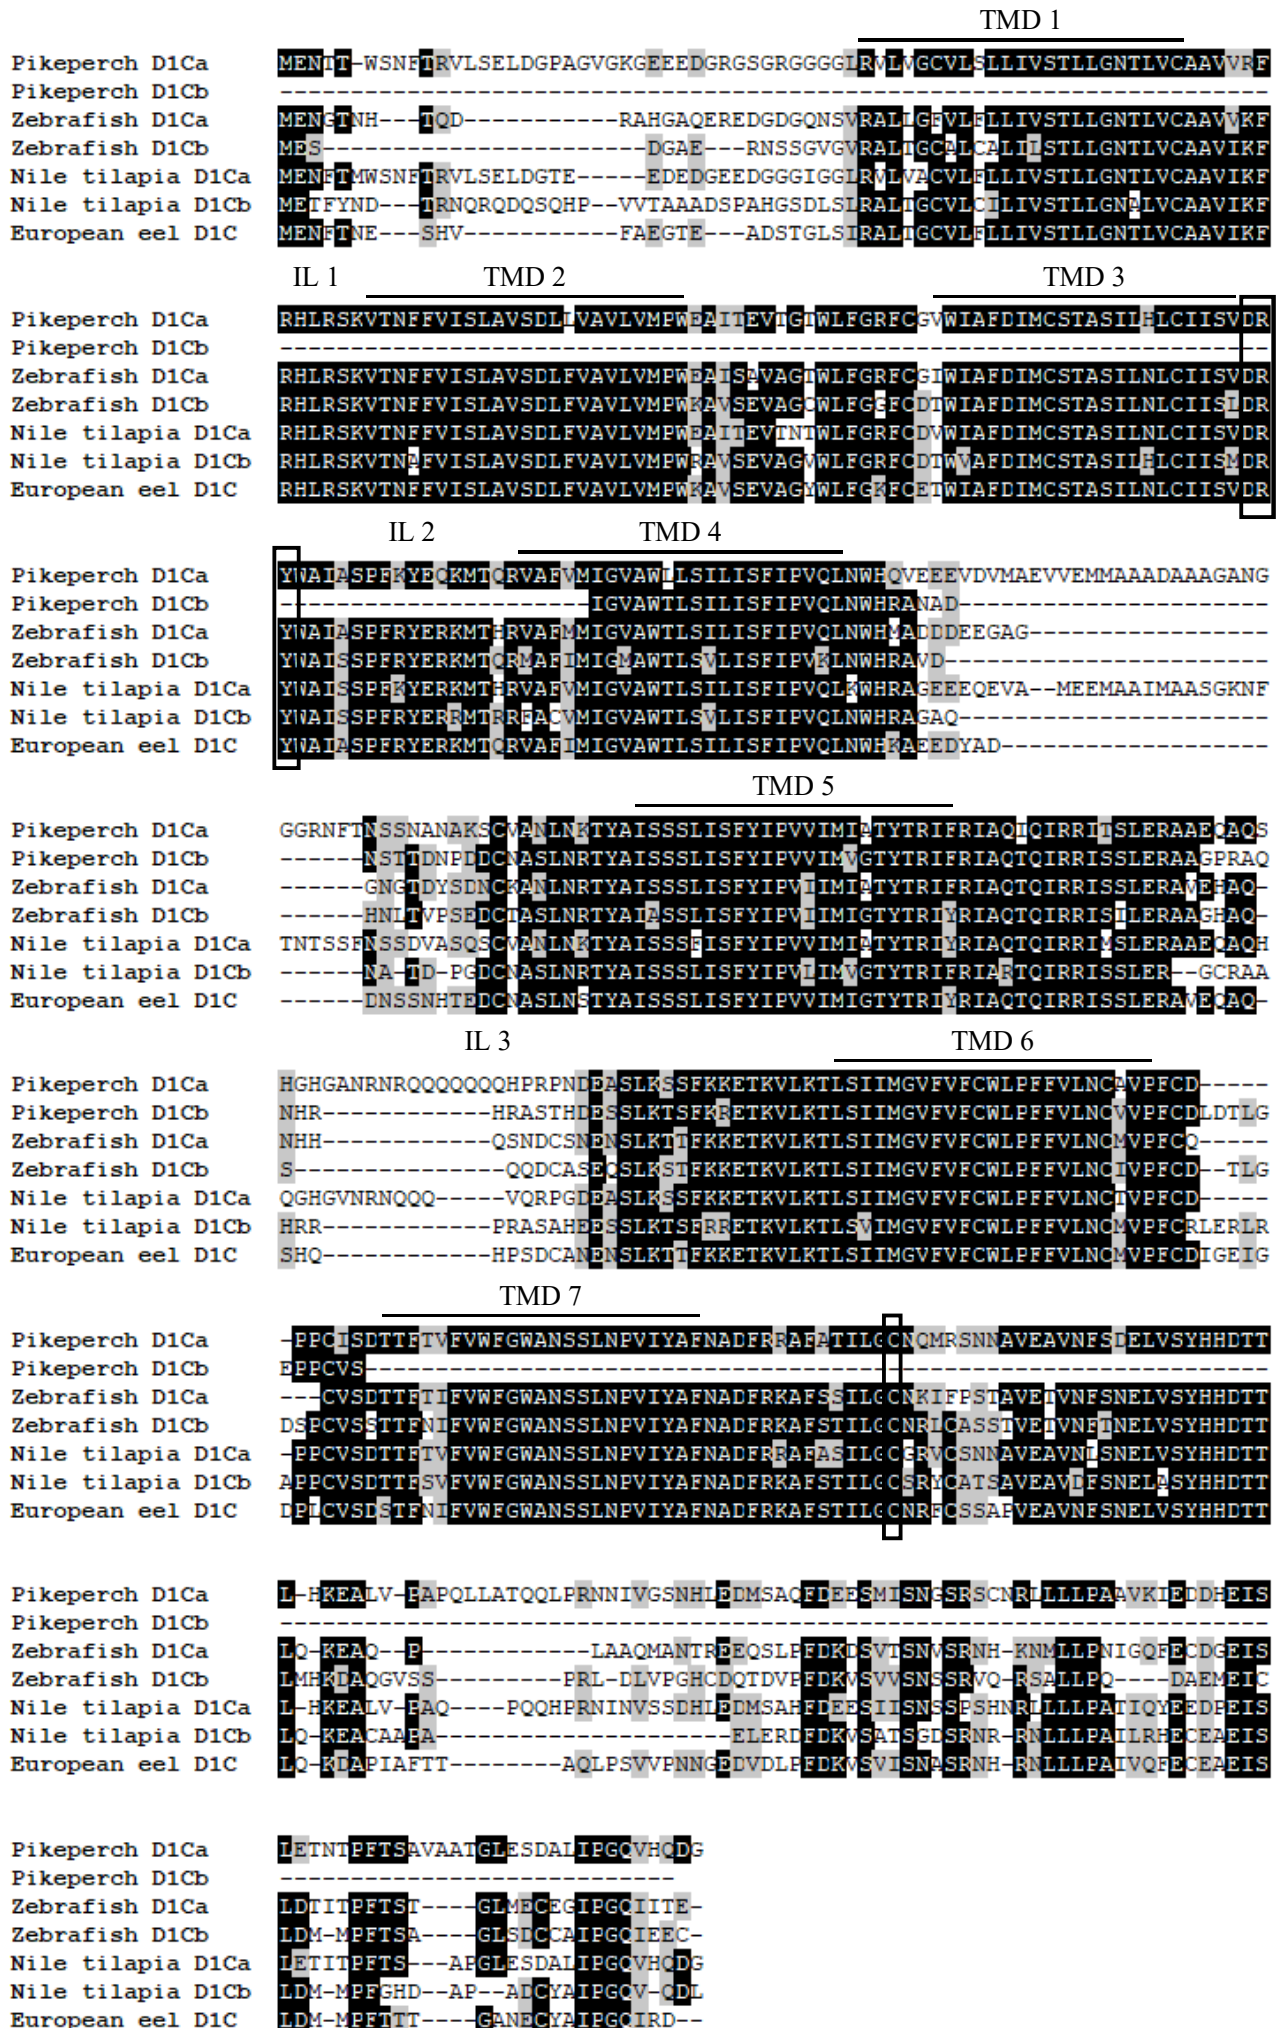 TMD 1
Pikeperch D1Ca MENTT-WSNFTRVLSELDGPAGVGKGEEEDGRGSGRGGGGLRVLVGCVLSLLIVSTLLGNTLVCAAVVRF
Pikeperch D1Cb ----------------------------------------------------------------------
Zebrafish D1Ca MENGTNH---TQD-----------RAHGAQEREDGDGQNSVRALLGFVLFLLIVSTLLGNTLVCAAVVKF
Zebrafish D1Cb MES-----------------------DGAE---RNSSGVGVRALTGCALCALILSTLLGNTLVCAAVIKF
Nile tilapia D1Ca MENFTMWSNFTRVLSELDGTE-----EDEDGEEDGGGIGGLRVLVACVLFLLIVSTLLGNTLVCAAVIKF
Nile tilapia D1Cb METFYND---TRNQRQDQSQHP--VVTAAADSPAHGSDLSLRALTGCVLCILIVSTLLGNALVCAAVIKF
European eel D1C MENFTNE---SHV-----------FAEGTE---ADSTGLSIRALTGCVLFLLIVSTLLGNTLVCAAVIKF
IL 1 TMD 2 TMD 3
Pikeperch D1Ca RHLRSKVTNFFVISLAVSDLLVAVLVMPWEAITEVTGTWLFGRFCGVWIAFDIMCSTASILHLCIISVDR
Pikeperch D1Cb ----------------------------------------------------------------------
Zebrafish D1Ca RHLRSKVTNFFVISLAVSDLFVAVLVMPWEAISAVAGTWLFGRFCGIWIAFDIMCSTASILNLCIISVDR
Zebrafish D1Cb RHLRSKVTNFFVISLAVSDLFVAVLVMPWKAVSEVAGCWLFGGFCDTWIAFDIMCSTASILNLCIISLDR
Nile tilapia D1Ca RHLRSKVTNFFVISLAVSDLFVAVLVMPWEAITEVTNTWLFGRFCDVWIAFDIMCSTASILNLCIISVDR
Nile tilapia D1Cb RHLRSKVTNAFVISLAVSDLFVAVLVMPWRAVSEVAGVWLFGRFCDTWVAFDIMCSTASILHLCIISMDR
European eel D1C RHLRSKVTNFFVISLAVSDLFVAVLVMPWKAVSEVAGYWLFGKFCETWIAFDIMCSTASILNLCIISVDR
IL 2 TMD 4
Pikeperch D1Ca YWAIASPFKYEQKMTQRVAFVMIGVAWLLSILISFIPVQLNWHQVEEEVDVMAEVVEMMAAADAAAGANG
Pikeperch D1Cb ----------------------IGVAWTLSILISFIPVQLNWHRANAD----------------------
Zebrafish D1Ca YWAIASPFRYERKMTHRVAFMMIGVAWTLSILISFIPVQLNWHMADDDEEGAG-----------------
Zebrafish D1Cb YWAISSPFRYERKMTQRMAFIMIGMAWTLSVLISFIPVKLNWHRAVD-----------------------
Nile tilapia D1Ca YWAISSPFKYERKMTHRVAFVMIGVAWTLSILISFIPVQLKWHRAGEEEQEVA--MEEMAAIMAASGKNF
Nile tilapia D1Cb YWAISSPFRYERRMTRRFACVMIGVAWTLSVLISFIPVQLNWHRAGAQ----------------------
European eel D1C YWAIASPFRYERKMTQRVAFIMIGVAWTLSILISFIPVQLNWHKAEEDYAD-------------------
TMD 5
Pikeperch D1Ca GGRNFTNSSNANAKSCVANLNKTYAISSSLISFYIPVVIMIATYTRIFRIAQIQIRRITSLERAAEQAQS
Pikeperch D1Cb ------NSTTDNPDDCNASLNRTYAISSSLISFYIPVVIMVGTYTRIFRIAQTQIRRISSLERAAGPRAQ
Zebrafish D1Ca ------GNGTDYSDNCKANLNRTYAISSSLISFYIPVIIMIATYTRIFRIAQTQIRRISSLERAVEHAQ-
Zebrafish D1Cb ------HNLTVPSEDCTASLNRTYAIASSLISFYIPVIIMIGTYTRIYRIAQTQIRRISILERAAGHAQ-
Nile tilapia D1Ca TNTSSFNSSDVASQSCVANLNKTYAISSSFISFYIPVVIMIATYTRIYRIAQTQIRRIMSLERAAEQAQH
Nile tilapia D1Cb ------NA-TD-PGDCNASLNRTYAISSSLISFYIPVLIMVGTYTRIFRIARTQIRRISSLER--GCRAA
European eel D1C ------DNSSNHTEDCNASLNSTYAISSSLISFYIPVVIMIGTYTRIYRIAQTQIRRISSLERAVEQAQ-
IL 3 TMD 6
Pikeperch D1Ca HGHGANRNRQQQQQQQHPRPNDEASLKSSFKKETKVLKTLSIIMGVFVFCWLPFFVLNCAVPFCD-----
Pikeperch D1Cb NHR------------HRASTHDESSLKTSFKRETKVLKTLSIIMGVFVFCWLPFFVLNCVVPFCDLDTLG
Zebrafish D1Ca NHH------------QSNDCSNENSLKTTFKKETKVLKTLSIIMGVFVFCWLPFFVLNCMVPFCQ-----
Zebrafish D1Cb S---------------QQDCASEQSLKSTFKKETKVLKTLSIIMGVFVFCWLPFFVLNCIVPFCD--TLG
Nile tilapia D1Ca QGHGVNRNQQQ-----VQRPGDEASLKSSFKKETKVLKTLSIIMGVFVFCWLPFFVLNCTVPFCD-----
Nile tilapia D1Cb HRR------------PRASAHEESSLKTSFRRETKVLKTLSVIMGVFVFCWLPFFVLNCMVPFCRLERLR
European eel D1C SHQ------------HPSDCANENSLKTTFKKETKVLKTLSIIMGVFVFCWLPFFVLNCMVPFCDIGEIG
TMD 7
Pikeperch D1Ca -PPCISDTTFTVFVWFGWANSSLNPVIYAFNADFRRAFATILGCNQMRSNNAVEAVNFSDELVSYHHDTT
Pikeperch D1Cb EPPCVS----------------------------------------------------------------
Zebrafish D1Ca ---CVSDTTFTIFVWFGWANSSLNPVIYAFNADFRKAFSSILGCNKIFPSTAVETVNFSNELVSYHHDTT
Zebrafish D1Cb DSPCVSSTTFNIFVWFGWANSSLNPVIYAFNADFRKAFSTILGCNRLCASSTVETVNFTNELVSYHHDTT
Nile tilapia D1Ca -PPCVSDTTFTVFVWFGWANSSLNPVIYAFNADFRRAFASILGCGRVCSNNAVEAVNLSNELVSYHHDTT
Nile tilapia D1Cb APPCVSDTTFSVFVWFGWANSSLNPVIYAFNADFRKAFSTILGCSRYCATSAVEAVDFSNELASYHHDTT
European eel D1C DPLCVSDSTFNIFVWFGWANSSLNPVIYAFNADFRKAFSTILGCNRFCSSAPVEAVNFSNELVSYHHDTT
Pikeperch D1Ca L-HKEALV-PAPQLLATQQLPRNNIVGSNHLEDMSAQFDEESMISNGSRSCNRLLLLPAAVKIEDDHEIS
Pikeperch D1Cb ----------------------------------------------------------------------
Zebrafish D1Ca LQ-KEAQ--P------------LAAQMANTREEQSLPFDKDSVTSNVSRNH-KNMLLPNIGQFECDGEIS
Zebrafish D1Cb LMHKDAQGVSS---------PRL-DLVPGHCDQTDVPFDKVSVVSNSSRVQ-RSALLPQ----DAEMEIC
Nile tilapia D1Ca L-HKEALV-PAQ----PQQHPRNINVSSDHLEDMSAHFDEESIISNSSPSHNRLLLLPATIQYEEDPEIS
Nile tilapia D1Cb LQ-KEACAAPA---------------------ELERDFDKVSATSGDSRNR-RNLLLPAILRHECEAEIS
European eel D1C LQ-KDAPIAFTT--------AQLPSVVPNNGEDVDLPFDKVSVISNASRNH-RNLLLPAIVQFECEAEIS
Pikeperch D1Ca LETNTPFTSAVAATGLESDALIPGQVHQDG
Pikeperch D1Cb ----------------------------
Zebrafish D1Ca LDTITPFTST----GLMECEGIPGQIITE-
Zebrafish D1Cb LDM-MPFTSA----GLSDCCAIPGQIEEC-
Nile tilapia D1Ca LETITPFTS---APGLESDALIPGQVHQDG
Nile tilapia D1Cb LDM-MPFGHD--AP--ADCYAIPGQV-QDL
European eel D1C LDM-MPFTTT----GANECYAIPGQIRD--